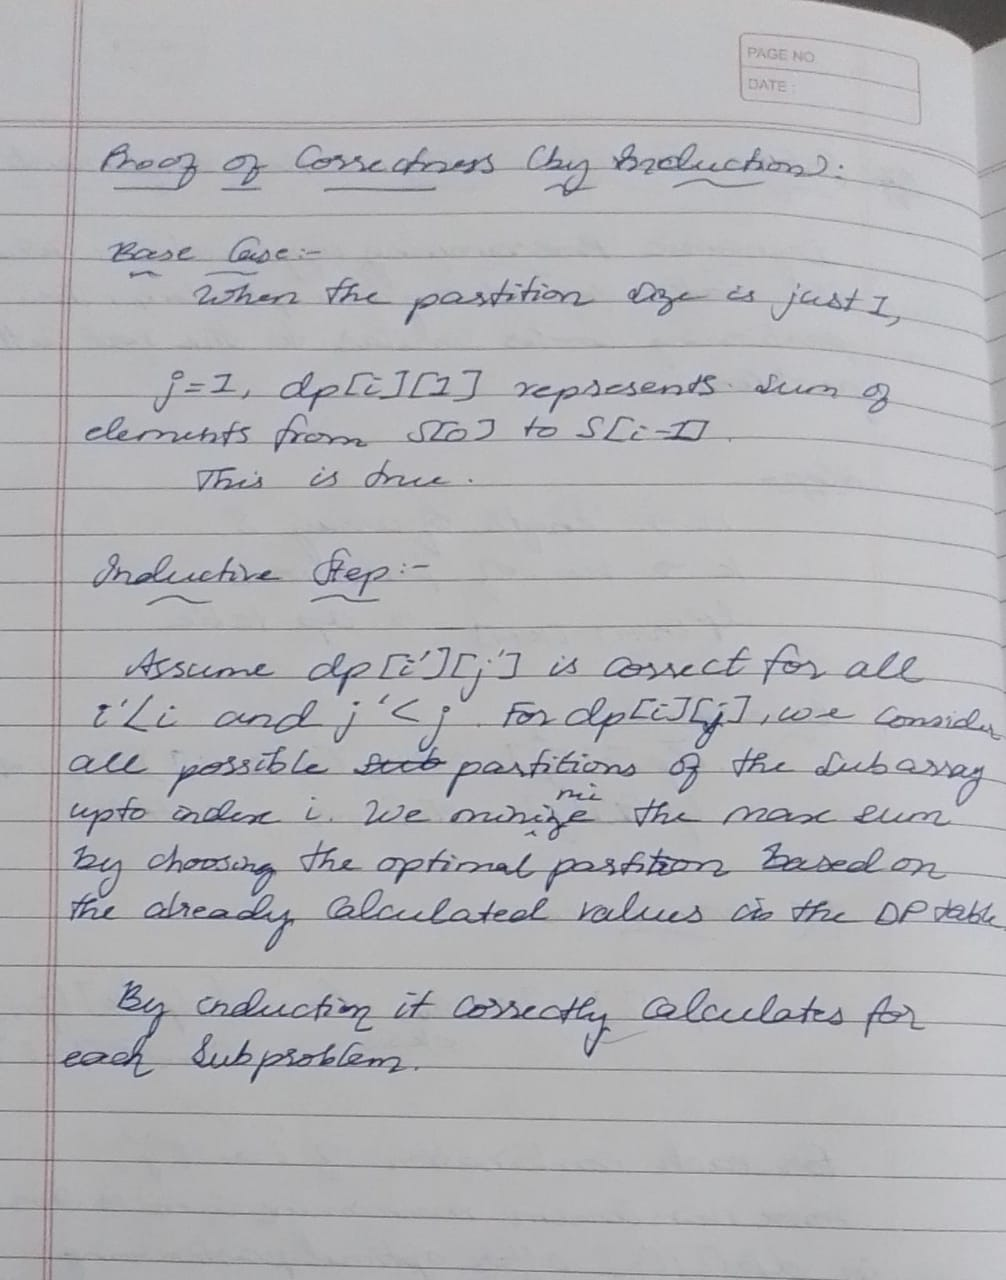 PAGE NO
DATE :
Proof of Correctness (by Induction):
Base Case :-
When the partition size is just 1,
j=1, dp[i][1] represents sum of
elements from S[0] to S[i-1].
This is true.
Inductive Step :-
Assume dp[i'][j'] is correct for all
i'<i and j'<j. For dp[i][j], we consider
all possible sub partitions of the subarray
upto index i. We minimize the max sum
by choosing the optimal partition based on
the already calculated values in the DP table
By induction it correctly calculates for
each subproblem.